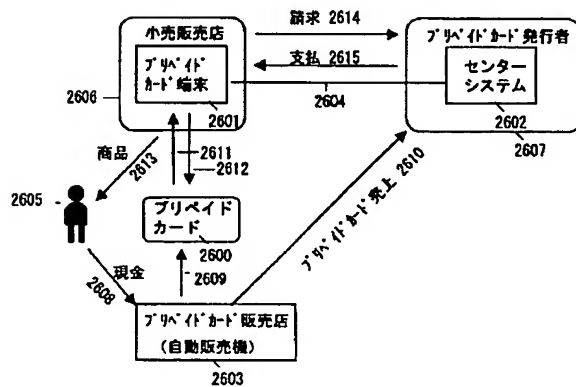 小売販売店
プリペイド
カード端末
2601
2606
請求 2614
支払 2615
2604
プリペイドカード発行者
センター
システム
2602
2607
商品
2613
2611
2612
2605
プリペイド
カード
2600
2609
現金
2608
プリペイドカード売上 2610
プリペイドカード販売店
(自動販売機)
2603